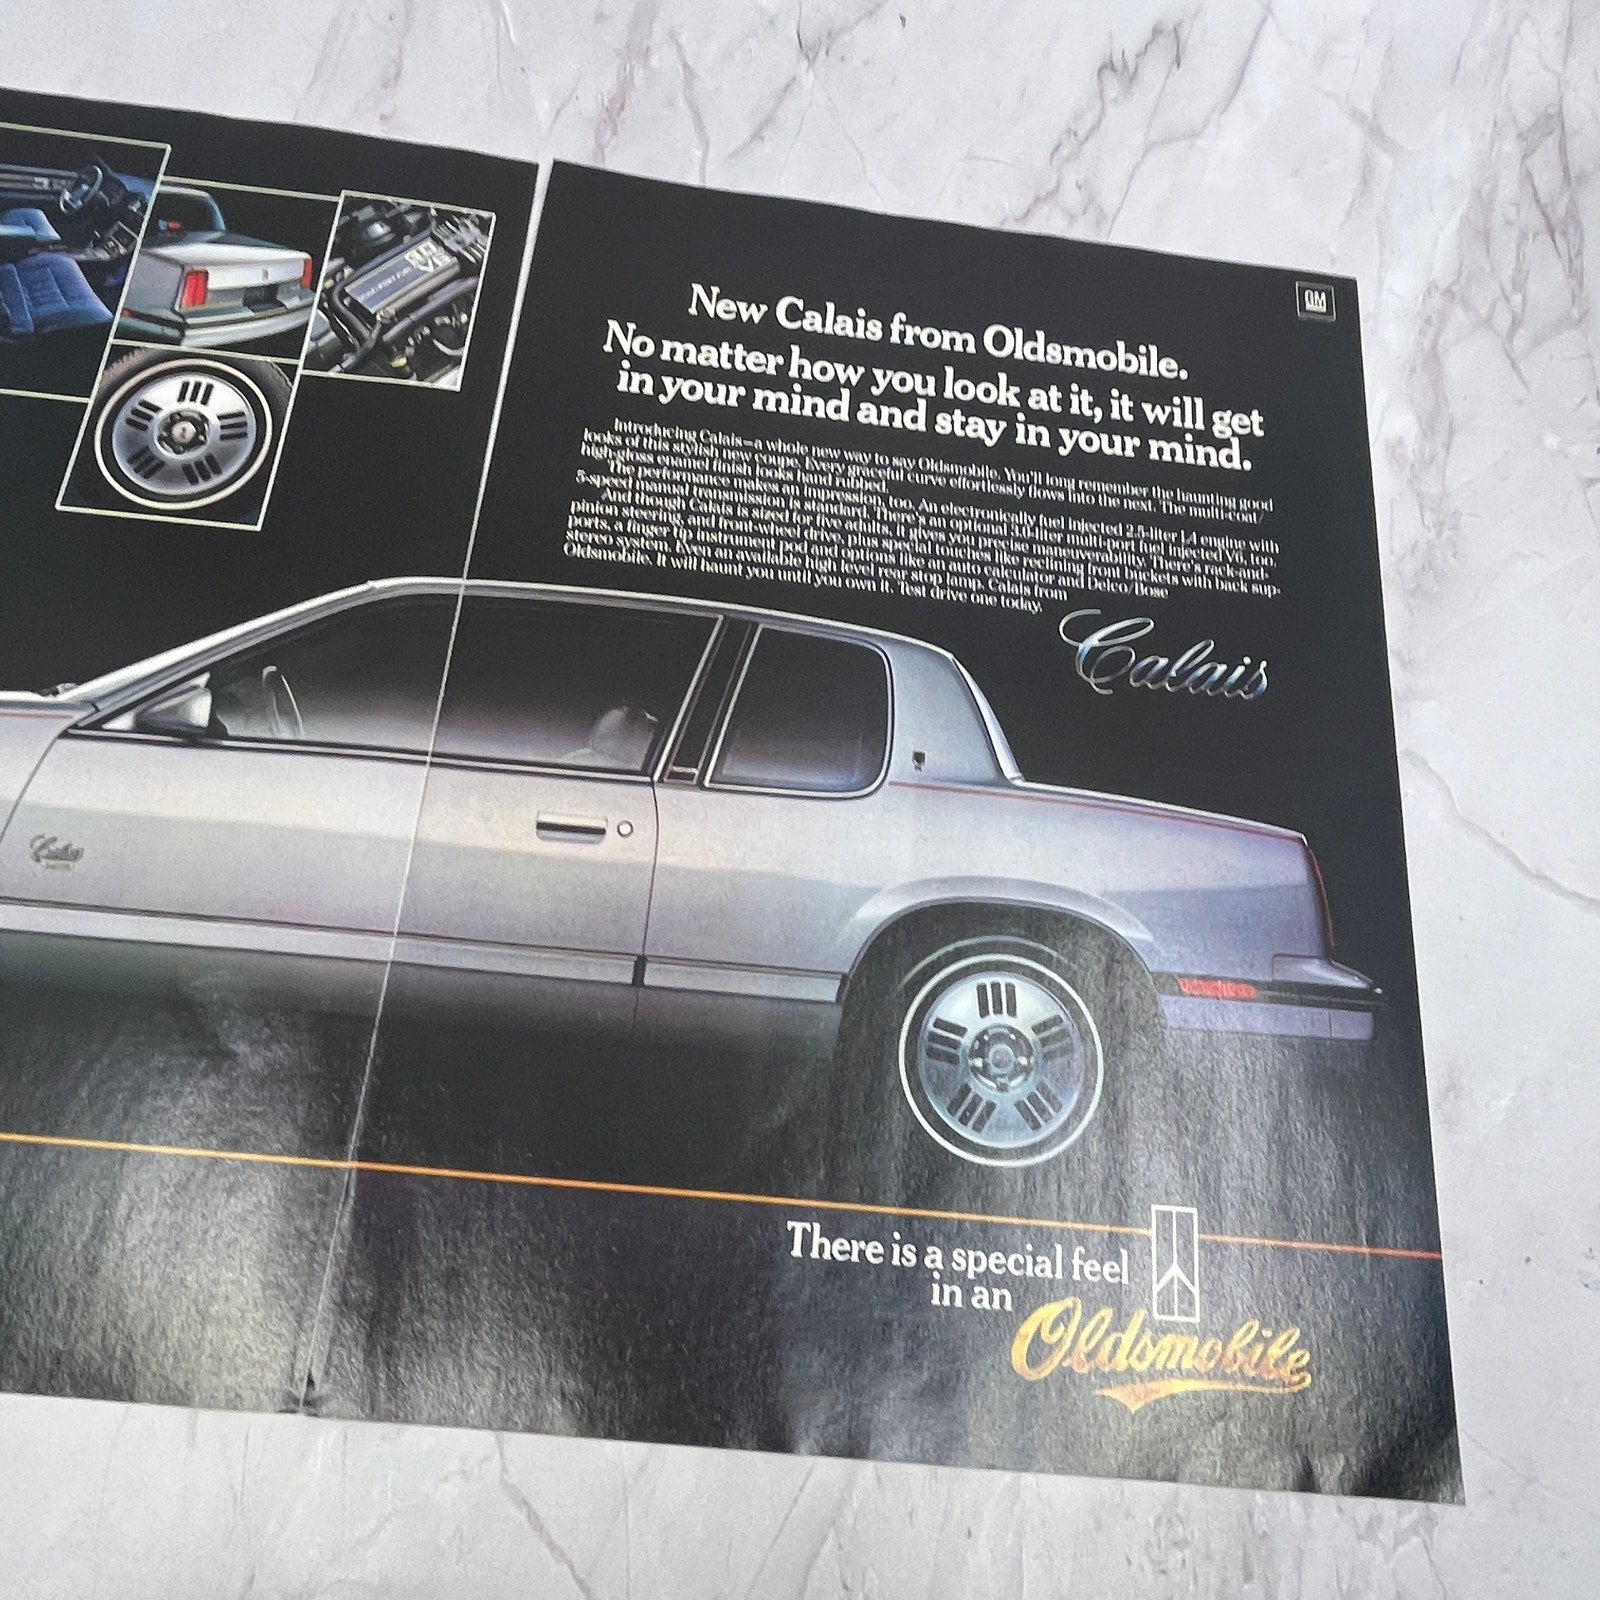 GM
New Calais from Oldsmobile.
No matter how you look at it, it will get
in your mind and stay in your mind.
Introducing Calais—a whole new way to say Oldsmobile. You'll long remember the haunting good
looks of this stylish new coupe. Every graceful curve effortlessly flows into the next. The multi-coat/
high-gloss enamel finish looks hand rubbed.
The performance makes an impression, too. An electronically fuel injected 2.5-liter L4 engine with
5-speed manual transmission is standard. There's an optional 3.0-liter multi-port fuel injected V6, too.
And though Calais is sized for five adults, it gives you precise maneuverability. There's rack-and-
pinion steering, and front-wheel drive, plus special touches like reclining front buckets with back sup-
ports, a finger tip instrument pod and options like an auto calculator and Delco/Bose
stereo system. Even an available high level rear stop lamp. Calais from
Oldsmobile. It will haunt you until you own it. Test drive one today.
Calais
Calais
There is a special feel
in an
Oldsmobile